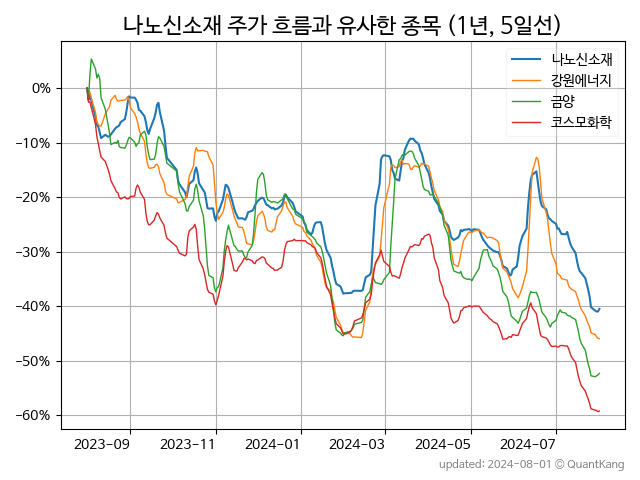 나노신소재 주가 흐름과 유사한 종목 (1년, 5일선)
나노신소재
강원에너지
금양
코스모화학
0%
-10%
-20%
-30%
-40%
-50%
-60%
2023-09 2023-11 2024-01 2024-03 2024-05 2024-07
updated: 2024-08-01 © QuantKang